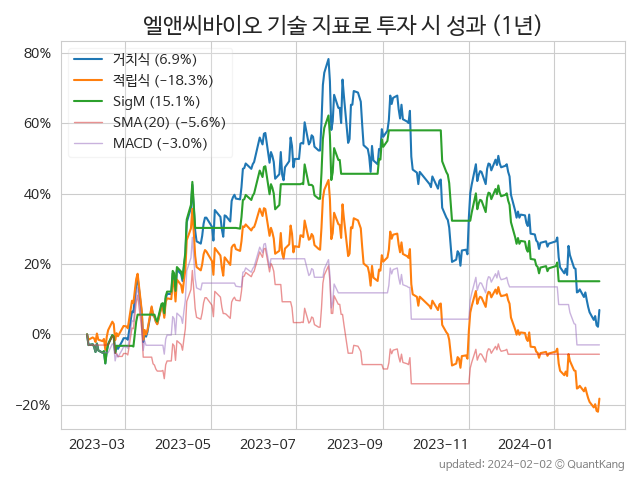 엘앤씨바이오 기술 지표로 투자 시 성과 (1년)
거치식 (6.9%)
적립식 (−18.3%)
SigM (15.1%)
SMA(20) (−5.6%)
MACD (−3.0%)
80%
60%
40%
20%
0%
−20%
2023-03
2023-05
2023-07
2023-09
2023-11
2024-01
updated: 2024-02-02 © QuantKang